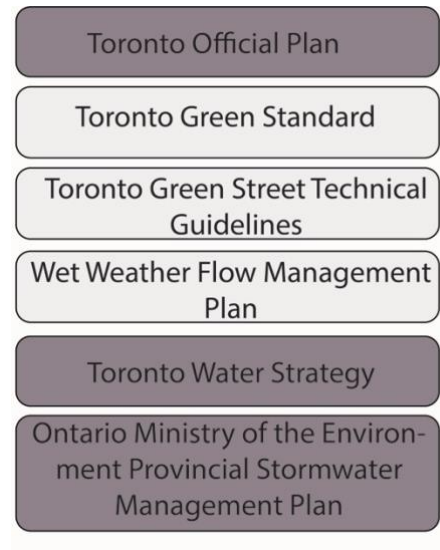 Toronto Official Plan
Toronto Green Standard
Toronto Green Street Technical
Guidelines
Wet Weather Flow Management
Plan
Toronto Water Strategy
Ontario Ministry of the Environ-
ment Provincial Stormwater
Management Plan